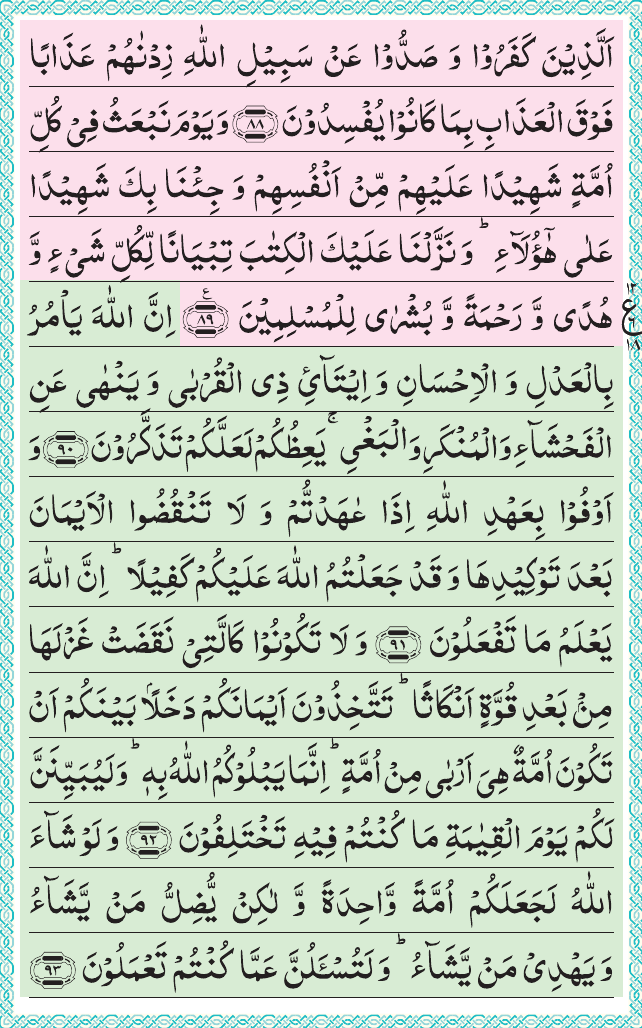 اَلَّذِيۡنَ كَفَرُوۡا وَ صَدُّوۡا عَنۡ سَبِيۡلِ اللّٰهِ زِدۡنٰهُمۡ عَذَابًا
فَوۡقَ الۡعَذَابِ بِمَا كَانُوۡا يُفۡسِدُوۡنَ ﴿۸۸﴾ وَ يَوۡمَ نَبۡعَثُ فِىۡ كُلِّ
اُمَّةٍ شَهِيۡدًا عَلَيۡهِمۡ مِّنۡ اَنۡفُسِهِمۡ وَ جِئۡنَا بِكَ شَهِيۡدًا
عَلٰى هٰٓؤُلَآءِ ؕ وَ نَزَّلۡنَا عَلَيۡكَ الۡكِتٰبَ تِبۡيَانًا لِّكُلِّ شَىۡءٍ وَّ
هُدًى وَّ رَحۡمَةً وَّ بُشۡرٰى لِلۡمُسۡلِمِيۡنَ ﴿۸۹﴾ ع اِنَّ اللّٰهَ يَاۡمُرُ
۱۲ ع ۱۸
بِالۡعَدۡلِ وَ الۡاِحۡسَانِ وَ اِيۡتَآئِ ذِى الۡقُرۡبٰى وَ يَنۡهٰى عَنِ
الۡفَحۡشَآءِ وَ الۡمُنۡكَرِ وَ الۡبَغۡىِ ۚ يَعِظُكُمۡ لَعَلَّكُمۡ تَذَكَّرُوۡنَ ﴿۹۰﴾ وَ
اَوۡفُوۡا بِعَهۡدِ اللّٰهِ اِذَا عٰهَدۡتُّمۡ وَ لَا تَنۡقُضُوا الۡاَيۡمَانَ
بَعۡدَ تَوۡكِيۡدِهَا وَ قَدۡ جَعَلۡتُمُ اللّٰهَ عَلَيۡكُمۡ كَفِيۡلًا ؕ اِنَّ اللّٰهَ
يَعۡلَمُ مَا تَفۡعَلُوۡنَ ﴿۹۱﴾ وَ لَا تَكُوۡنُوۡا كَالَّتِىۡ نَقَضَتۡ غَزۡلَهَا
مِنۡۢ بَعۡدِ قُوَّةٍ اَنۡكَاثًا ؕ تَتَّخِذُوۡنَ اَيۡمَانَكُمۡ دَخَلًاۢ بَيۡنَكُمۡ اَنۡ
تَكُوۡنَ اُمَّةٌ هِىَ اَرۡبٰى مِنۡ اُمَّةٍ ؕ اِنَّمَا يَبۡلُوۡكُمُ اللّٰهُ بِهٖ ؕ وَ لَيُبَيِّنَنَّ
لَكُمۡ يَوۡمَ الۡقِيٰمَةِ مَا كُنۡتُمۡ فِيۡهِ تَخۡتَلِفُوۡنَ ﴿۹۲﴾ وَ لَوۡ شَآءَ
اللّٰهُ لَجَعَلَكُمۡ اُمَّةً وَّاحِدَةً وَّ لٰكِنۡ يُّضِلُّ مَنۡ يَّشَآءُ
وَ يَهۡدِىۡ مَنۡ يَّشَآءُ ؕ وَ لَتُسۡـَٔلُنَّ عَمَّا كُنۡتُمۡ تَعۡمَلُوۡنَ ﴿۹۳﴾